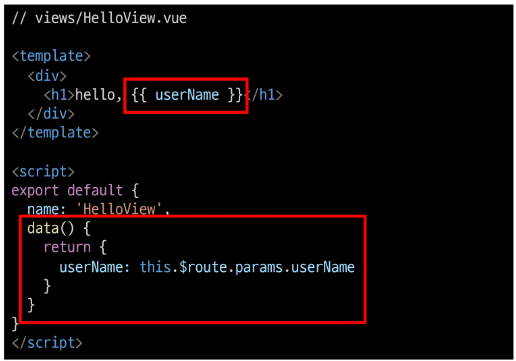 // views/HelloView.vue
<template>
<div>
<h1>hello, {{ userName }}</h1>
</div>
</template>
<script>
export default {
name: 'HelloView',
data() {
return {
userName: this.$route.params.userName
}
}
}
</script>